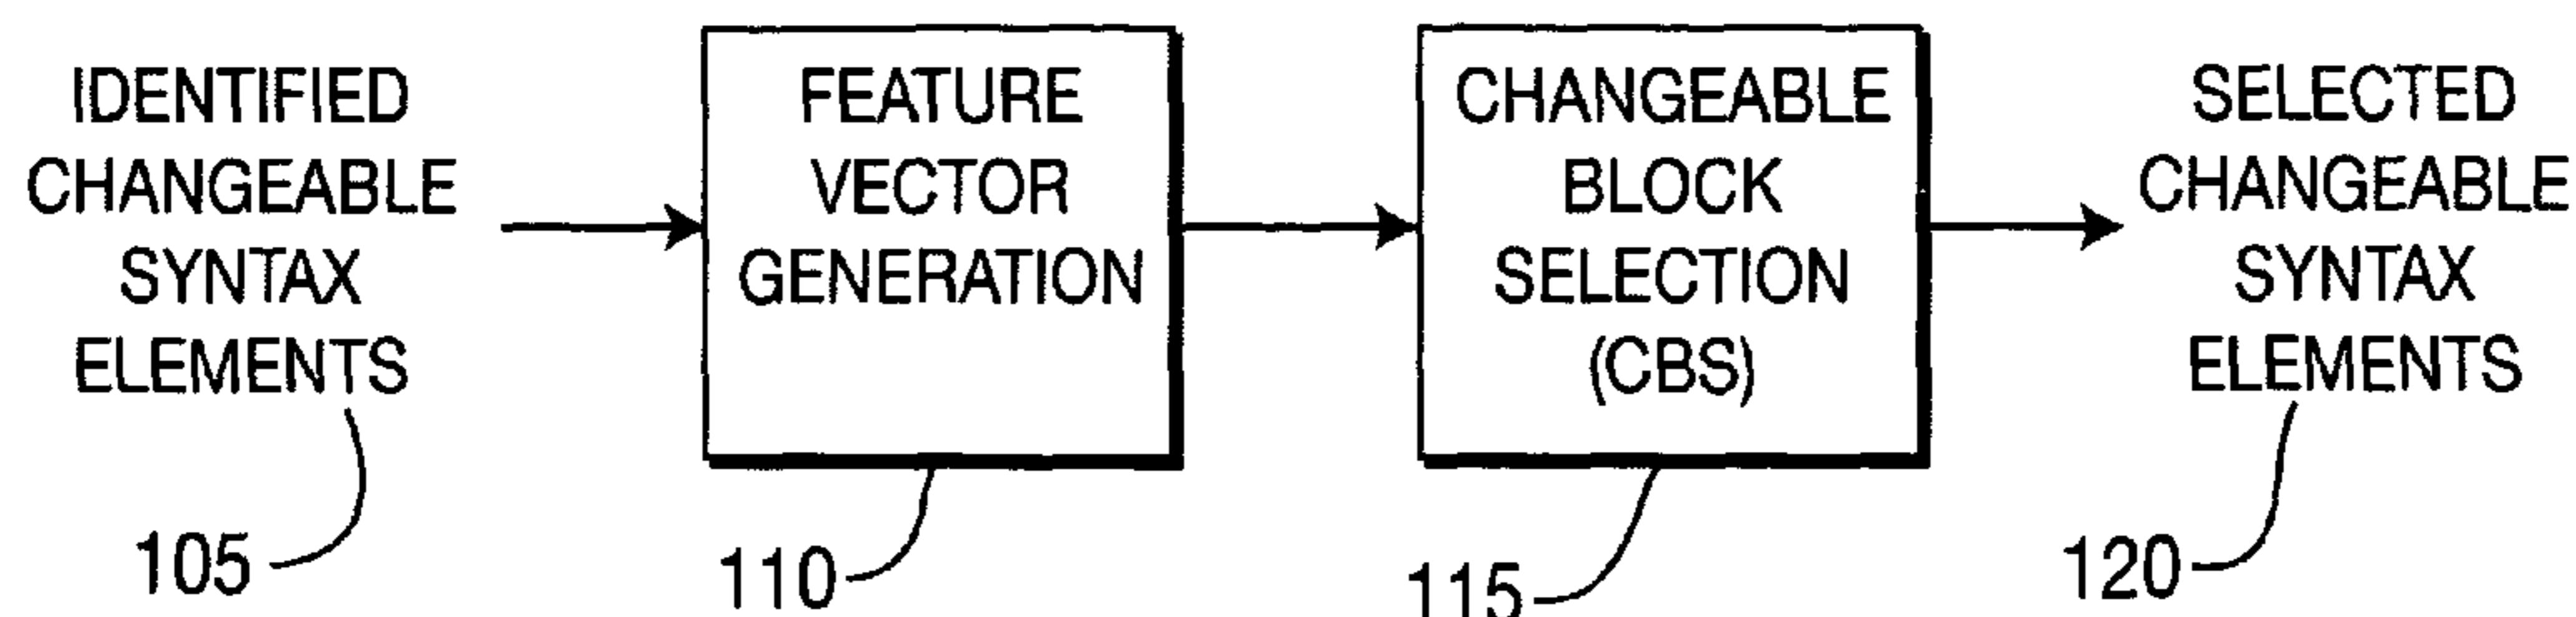 IDENTIFIED
CHANGEABLE
SYNTAX
ELEMENTS
105
FEATURE
VECTOR
GENERATION
110
CHANGEABLE
BLOCK
SELECTION
(CBS)
115
SELECTED
CHANGEABLE
SYNTAX
ELEMENTS
120